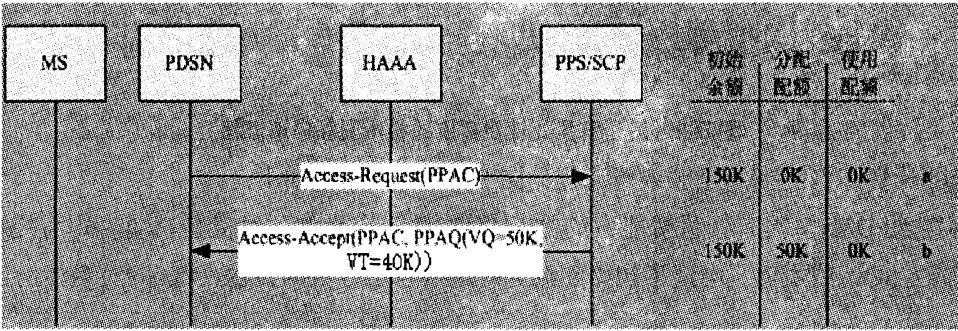 MS PDSN HAAA PPS/SCP 初始 分配 使用
余额 配额 配额
Access-Request(PPAC) 150K 0K 0K a
Access-Accept(PPAC, PPAQ(VQ=50K,
VT=40K)) 150K 50K 0K b